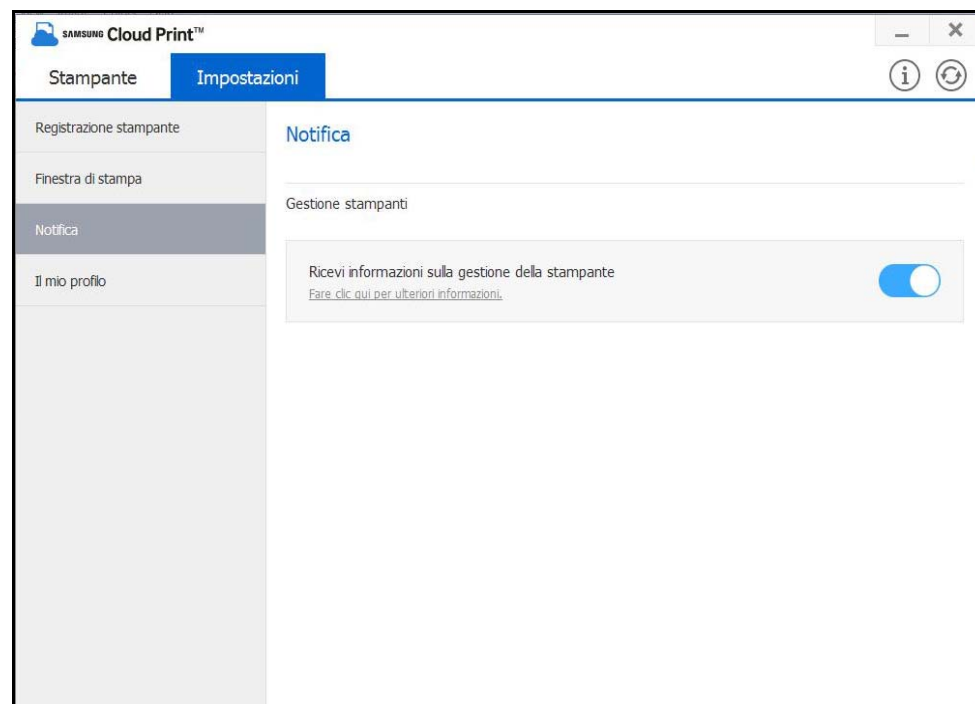 SAMSUNG Cloud Print™
Stampante
Impostazioni
Registrazione stampante
Finestra di stampa
Notifica
Il mio profilo
Notifica
Gestione stampanti
Ricevi informazioni sulla gestione della stampante
Fare clic qui per ulteriori informazioni.